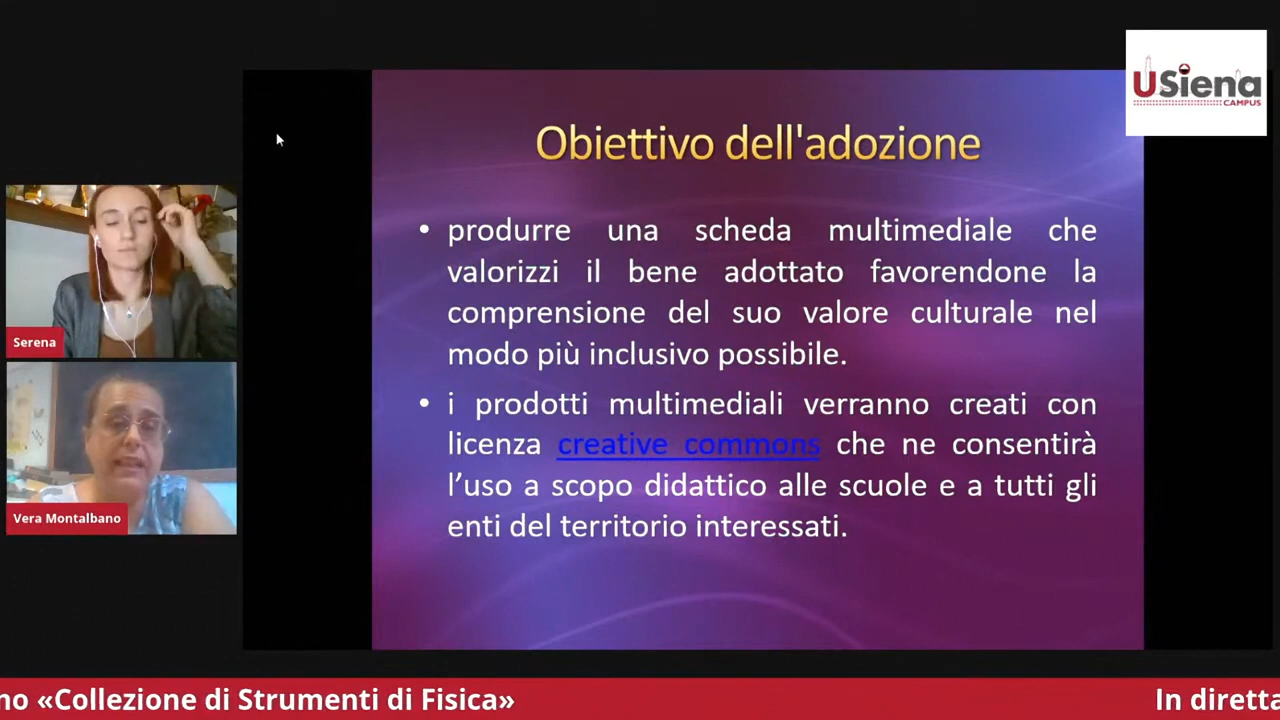 USiena
CAMPUS
Obiettivo dell'adozione
• produrre una scheda multimediale che
valorizzi il bene adottato favorendone la
comprensione del suo valore culturale nel
modo più inclusivo possibile.
• i prodotti multimediali verranno creati con
licenza creative commons che ne consentirà
l’uso a scopo didattico alle scuole e a tutti gli
enti del territorio interessati.
Serena
Vera Montalbano
no «Collezione di Strumenti di Fisica»
In diretta